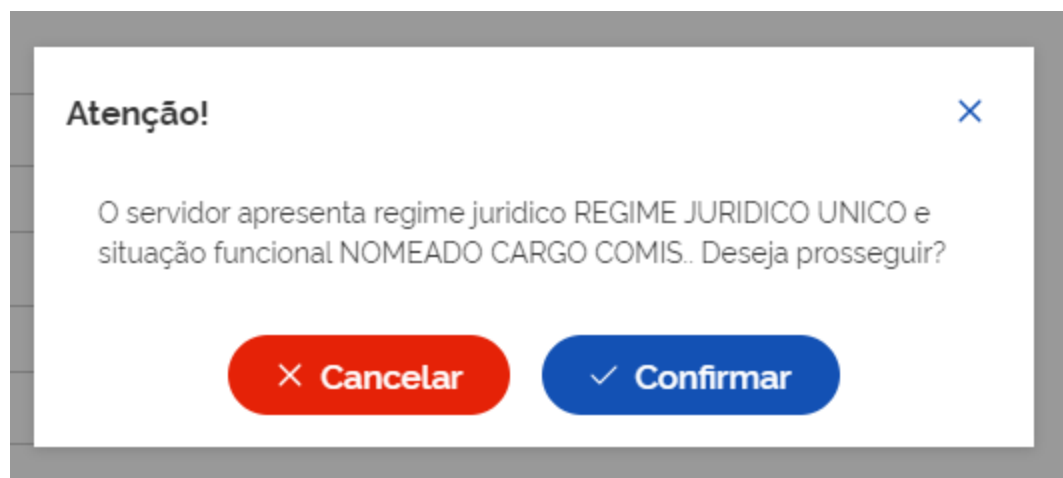 Atenção!
O servidor apresenta regime juridico REGIME JURIDICO UNICO e
situação funcional NOMEADO CARGO COMIS.. Deseja prosseguir?
Cancelar
Confirmar